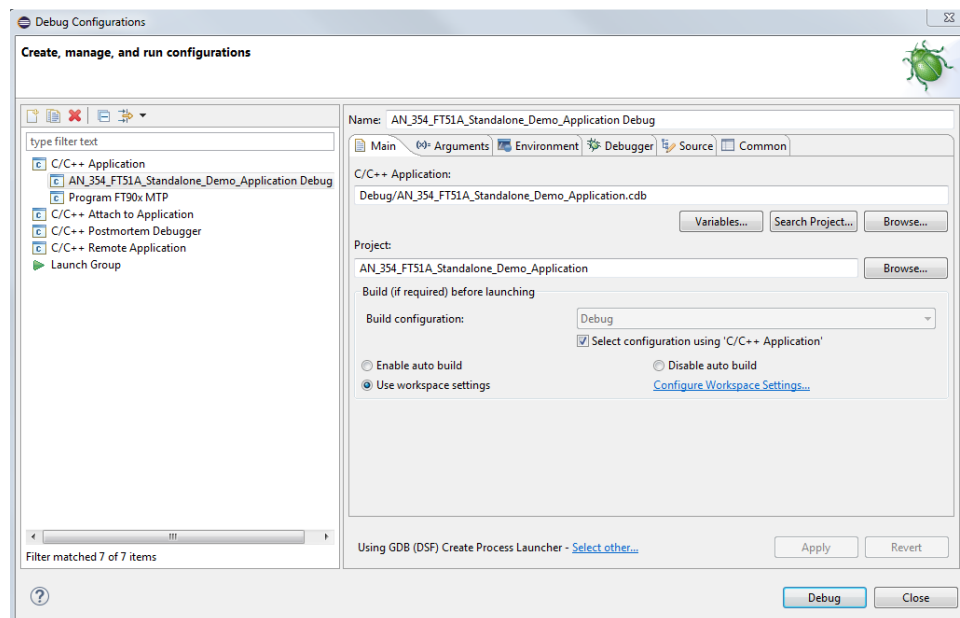 Debug Configurations
Create, manage, and run configurations
type filter text
C/C++ Application
AN_354_FT51A_Standalone_Demo_Application Debug
Program FT90x MTP
C/C++ Attach to Application
C/C++ Postmortem Debugger
C/C++ Remote Application
Launch Group
Filter matched 7 of 7 items
Name: AN_354_FT51A_Standalone_Demo_Application Debug
Main (x)= Arguments Environment Debugger Source Common
C/C++ Application:
Debug/AN_354_FT51A_Standalone_Demo_Application.cdb
Variables... Search Project... Browse...
Project:
AN_354_FT51A_Standalone_Demo_Application Browse...
Build (if required) before launching
Build configuration: Debug
Select configuration using 'C/C++ Application'
Enable auto build Disable auto build
Use workspace settings Configure Workspace Settings...
Using GDB (DSF) Create Process Launcher - Select other... Apply Revert
Debug Close